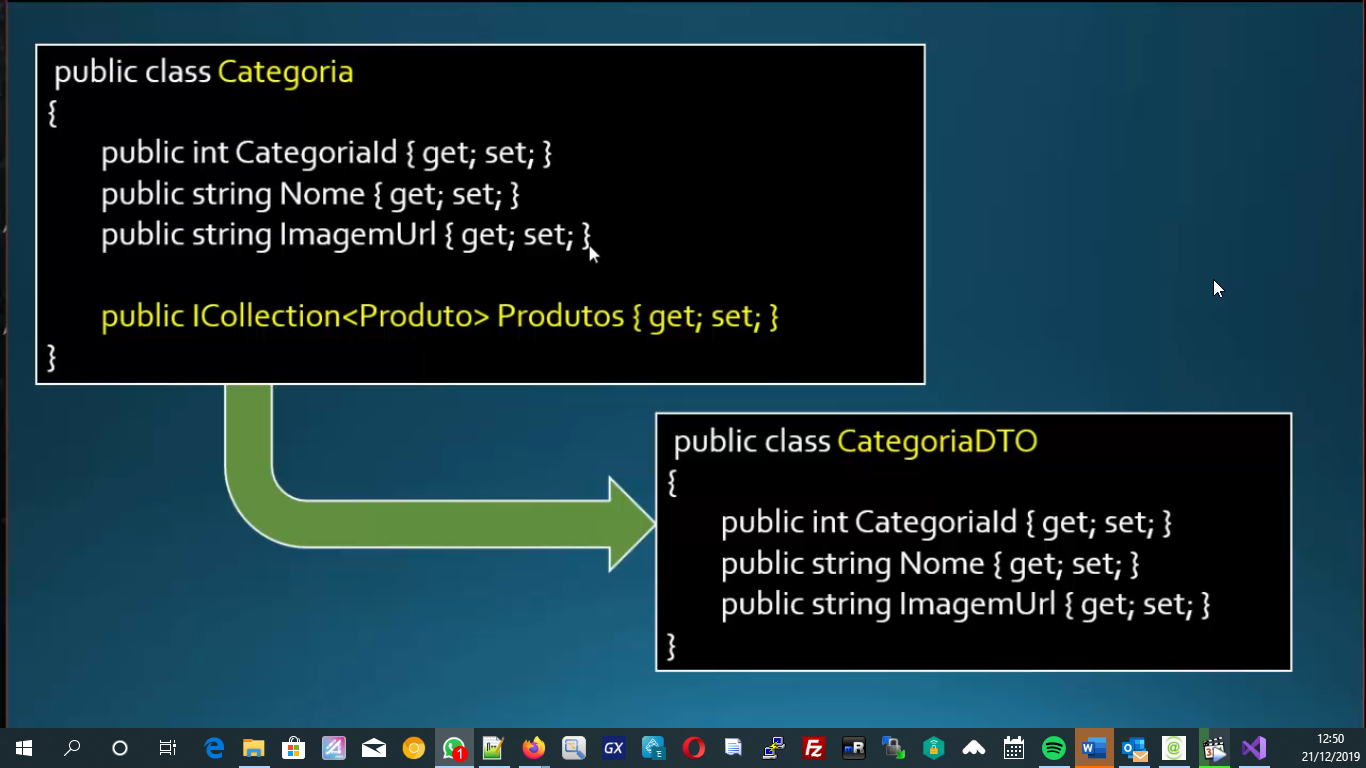 public class Categoria
{
public int CategoriaId { get; set; }
public string Nome { get; set; }
public string ImagemUrl { get; set; }
public ICollection<Produto> Produtos { get; set; }
}
public class CategoriaDTO
{
public int CategoriaId { get; set; }
public string Nome { get; set; }
public string ImagemUrl { get; set; }
}
GX
12:50
21/12/2019